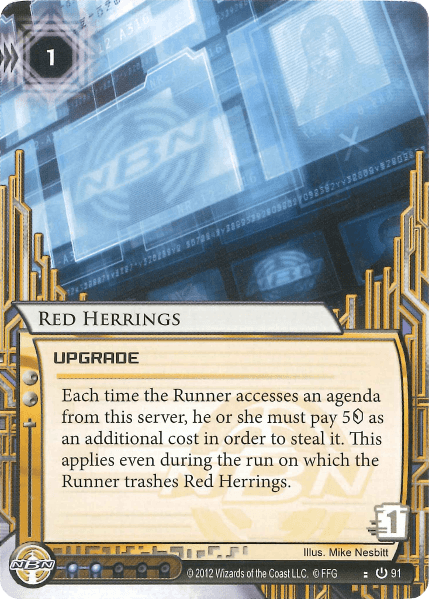 1
NBN
RED HERRINGS
UPGRADE
Each time the Runner accesses an agenda
from this server, he or she must pay 5 as
an additional cost in order to steal it. This
applies even during the run on which the
Runner trashes Red Herrings.
1
Illus. Mike Nesbitt
NBN
© 2012 Wizards of the Coast LLC. © FFG
91